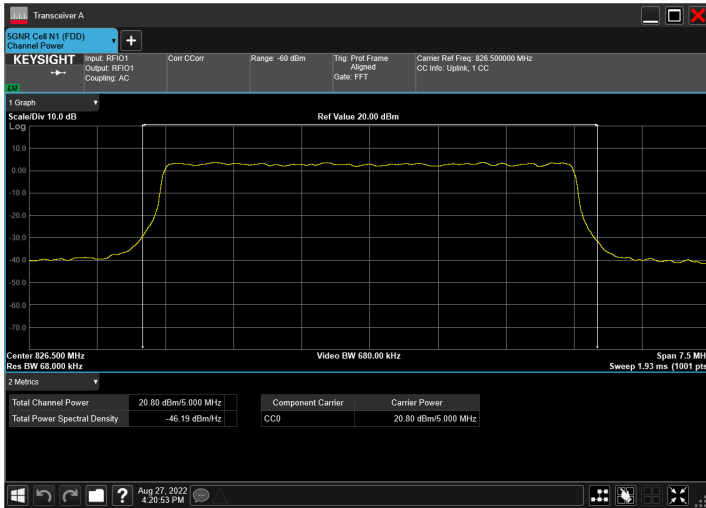 Transceiver A
5GNR Cell N1 (FDD)
Channel Power
KEYSIGHT
Input: RFIO1
Output: RFIO1
Coupling: AC
Corr CCorr
Range: -60 dBm
Trig: Prot Frame
Aligned
Gate: FFT
Carrier Ref Freq: 826.500000 MHz
CC Info: Uplink, 1 CC
LXI
1 Graph
Scale/Div 10.0 dB
Ref Value 20.00 dBm
Log
10.0
0.00
-10.0
-20.0
-30.0
-40.0
-50.0
-60.0
-70.0
Center 826.500 MHz
Video BW 680.00 kHz
Span 7.5 MH
Res BW 68.000 kHz
Sweep 1.93 ms (1001 pts
2 Metrics
Total Channel Power 20.80 dBm/5.000 MHz
Total Power Spectral Density -46.19 dBm/Hz
Component Carrier Carrier Power
CC0 20.80 dBm/5.000 MHz
?
Aug 27, 2022
4:20:53 PM